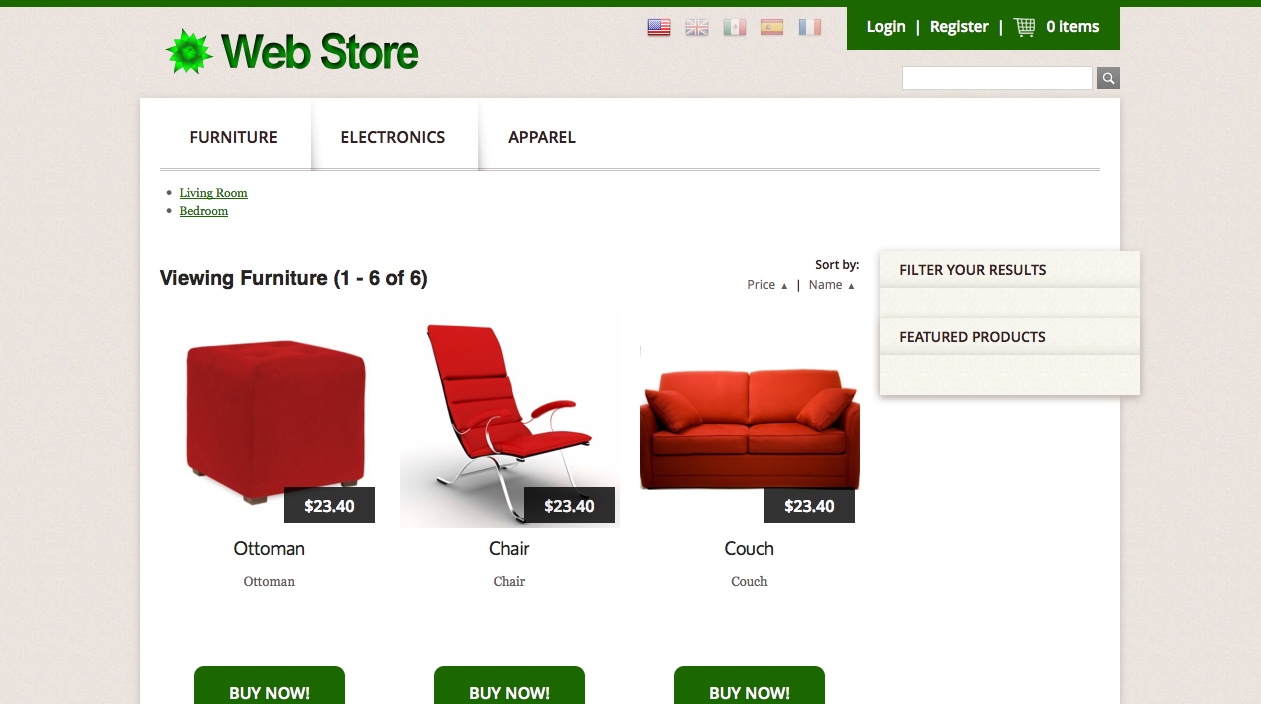 Web Store
Login | Register | 0 items
FURNITURE
ELECTRONICS
APPAREL
Living Room
Bedroom
Viewing Furniture (1 - 6 of 6)
Sort by:
Price ▲ | Name ▲
FILTER YOUR RESULTS
FEATURED PRODUCTS
$23.40
$23.40
$23.40
Ottoman
Chair
Couch
Ottoman
Chair
Couch
BUY NOW!
BUY NOW!
BUY NOW!